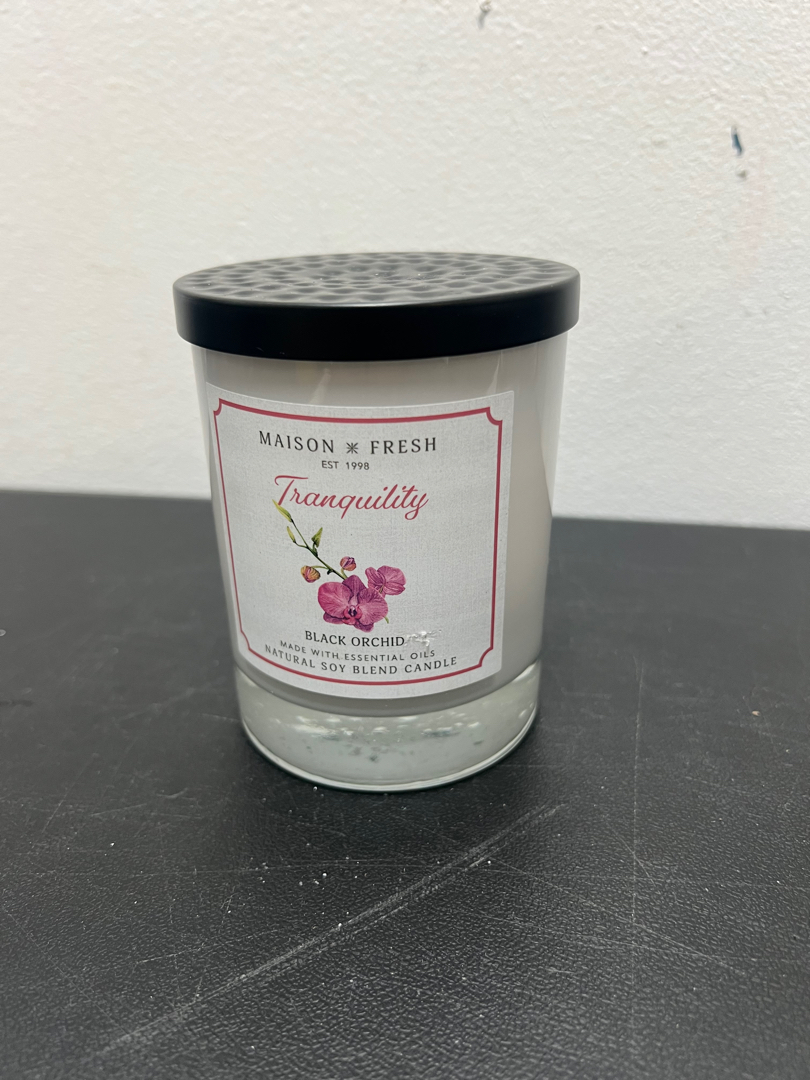 MAISON FRESH
EST 1998
Tranquility
BLACK ORCHID
MADE WITH ESSENTIAL OILS
NATURAL SOY BLEND CANDLE